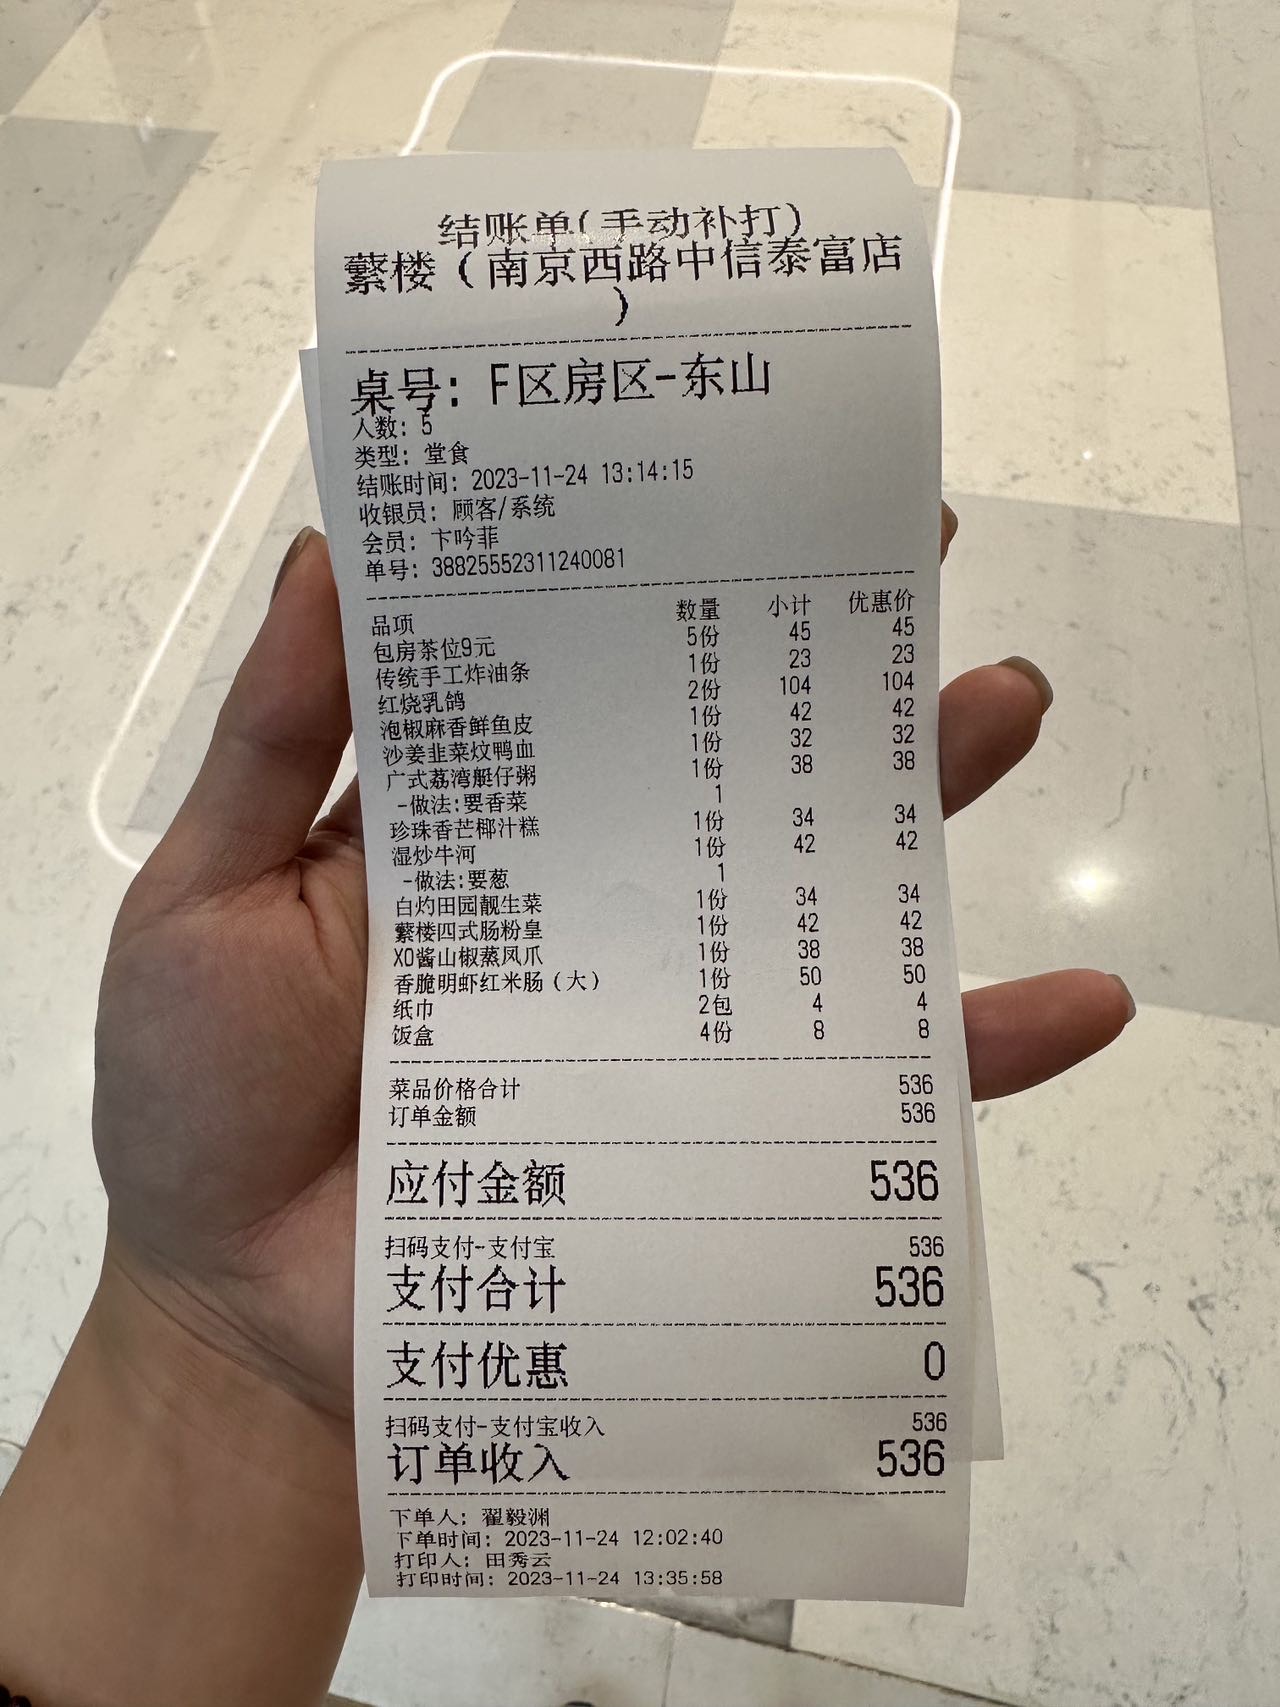 结账单(手动补打)
蘩楼（南京西路中信泰富店
）
桌号: F区房区-东山
人数: 5
类型: 堂食
结账时间: 2023-11-24 13:14:15
收银员: 顾客/系统
会员: 卞吟菲
单号: 38825552311240081
品项 数量 小计 优惠价
包房茶位9元 5份 45 45
传统手工炸油条 1份 23 23
红烧乳鸽 2份 104 104
泡椒麻香鲜鱼皮 1份 42 42
沙姜韭菜炆鸭血 1份 32 32
广式荔湾艇仔粥 1份 38 38
-做法:要香菜 1
珍珠香芒椰汁糕 1份 34 34
湿炒牛河 1份 42 42
-做法:要葱 1
白灼田园靓生菜 1份 34 34
蘩楼四式肠粉皇 1份 42 42
XO酱山椒蒸凤爪 1份 38 38
香脆明虾红米肠（大） 1份 50 50
纸巾 2包 4 4
饭盒 4份 8 8
菜品价格合计 536
订单金额 536
应付金额 536
扫码支付-支付宝 536
支付合计 536
支付优惠 0
扫码支付-支付宝收入 536
订单收入 536
下单人: 翟毅渊
下单时间: 2023-11-24 12:02:40
打印人: 田秀云
打印时间: 2023-11-24 13:35:58